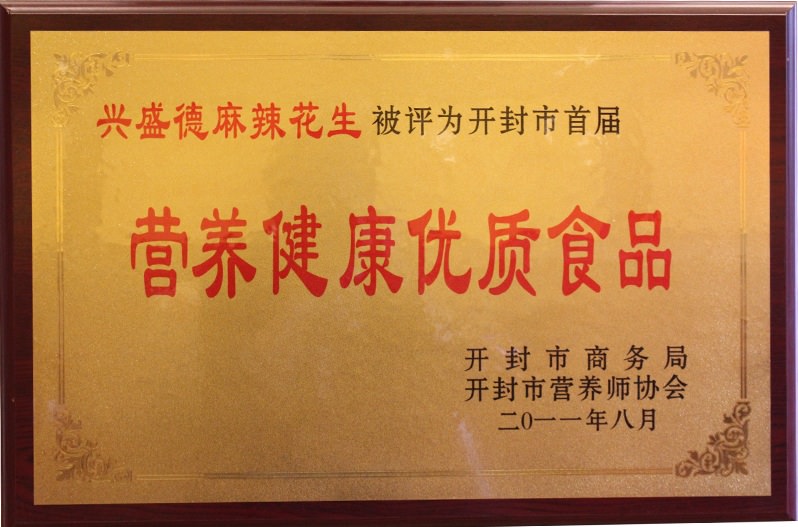 兴盛德麻辣花生被评为开封市首届
营养健康优质食品
开封市商务局
开封市营养师协会
二0一一年八月